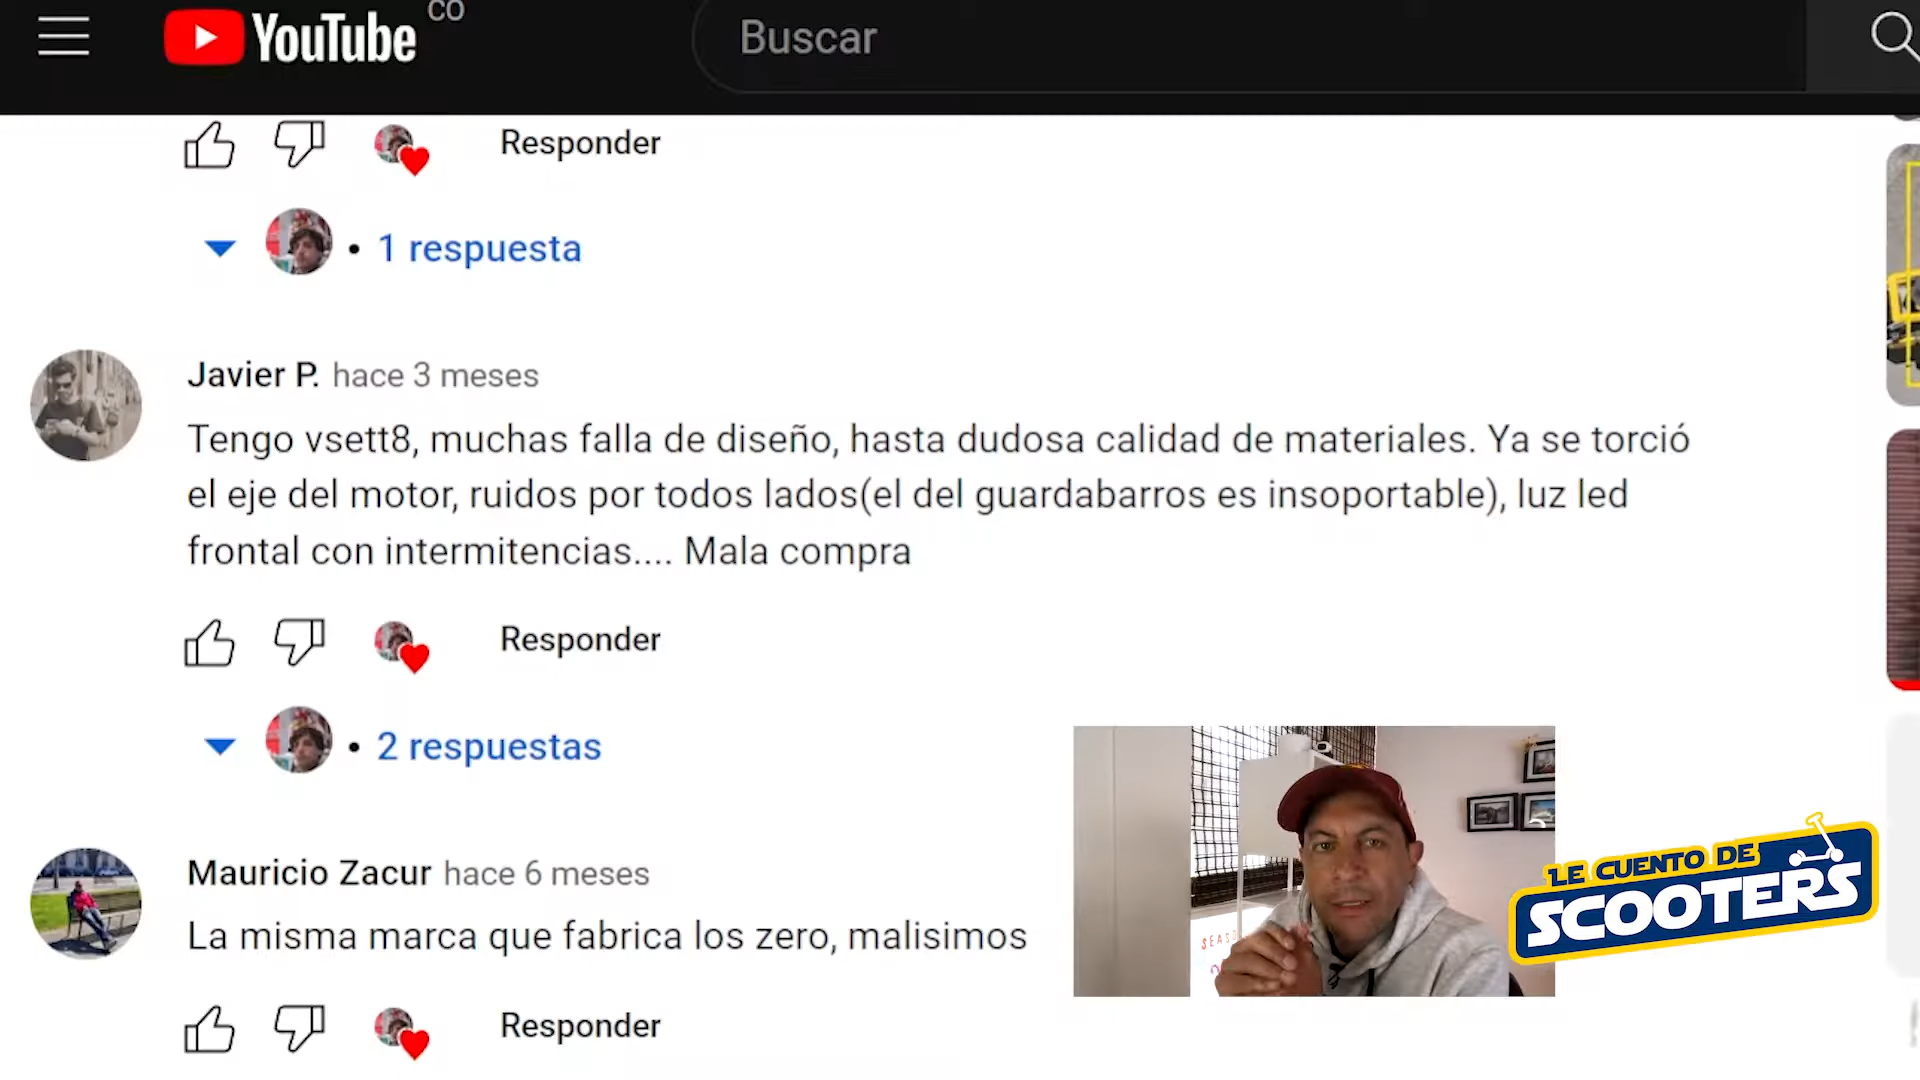 YouTube
CO
Buscar
Responder
• 1 respuesta
Javier P. hace 3 meses
Tengo vsett8, muchas falla de diseño, hasta dudosa calidad de materiales. Ya se torció
el eje del motor, ruidos por todos lados(el del guardabarros es insoportable), luz led
frontal con intermitencias.... Mala compra
Responder
• 2 respuestas
Mauricio Zacur hace 6 meses
La misma marca que fabrica los zero, malisimos
Responder
LE CUENTO DE
SCOOTERS